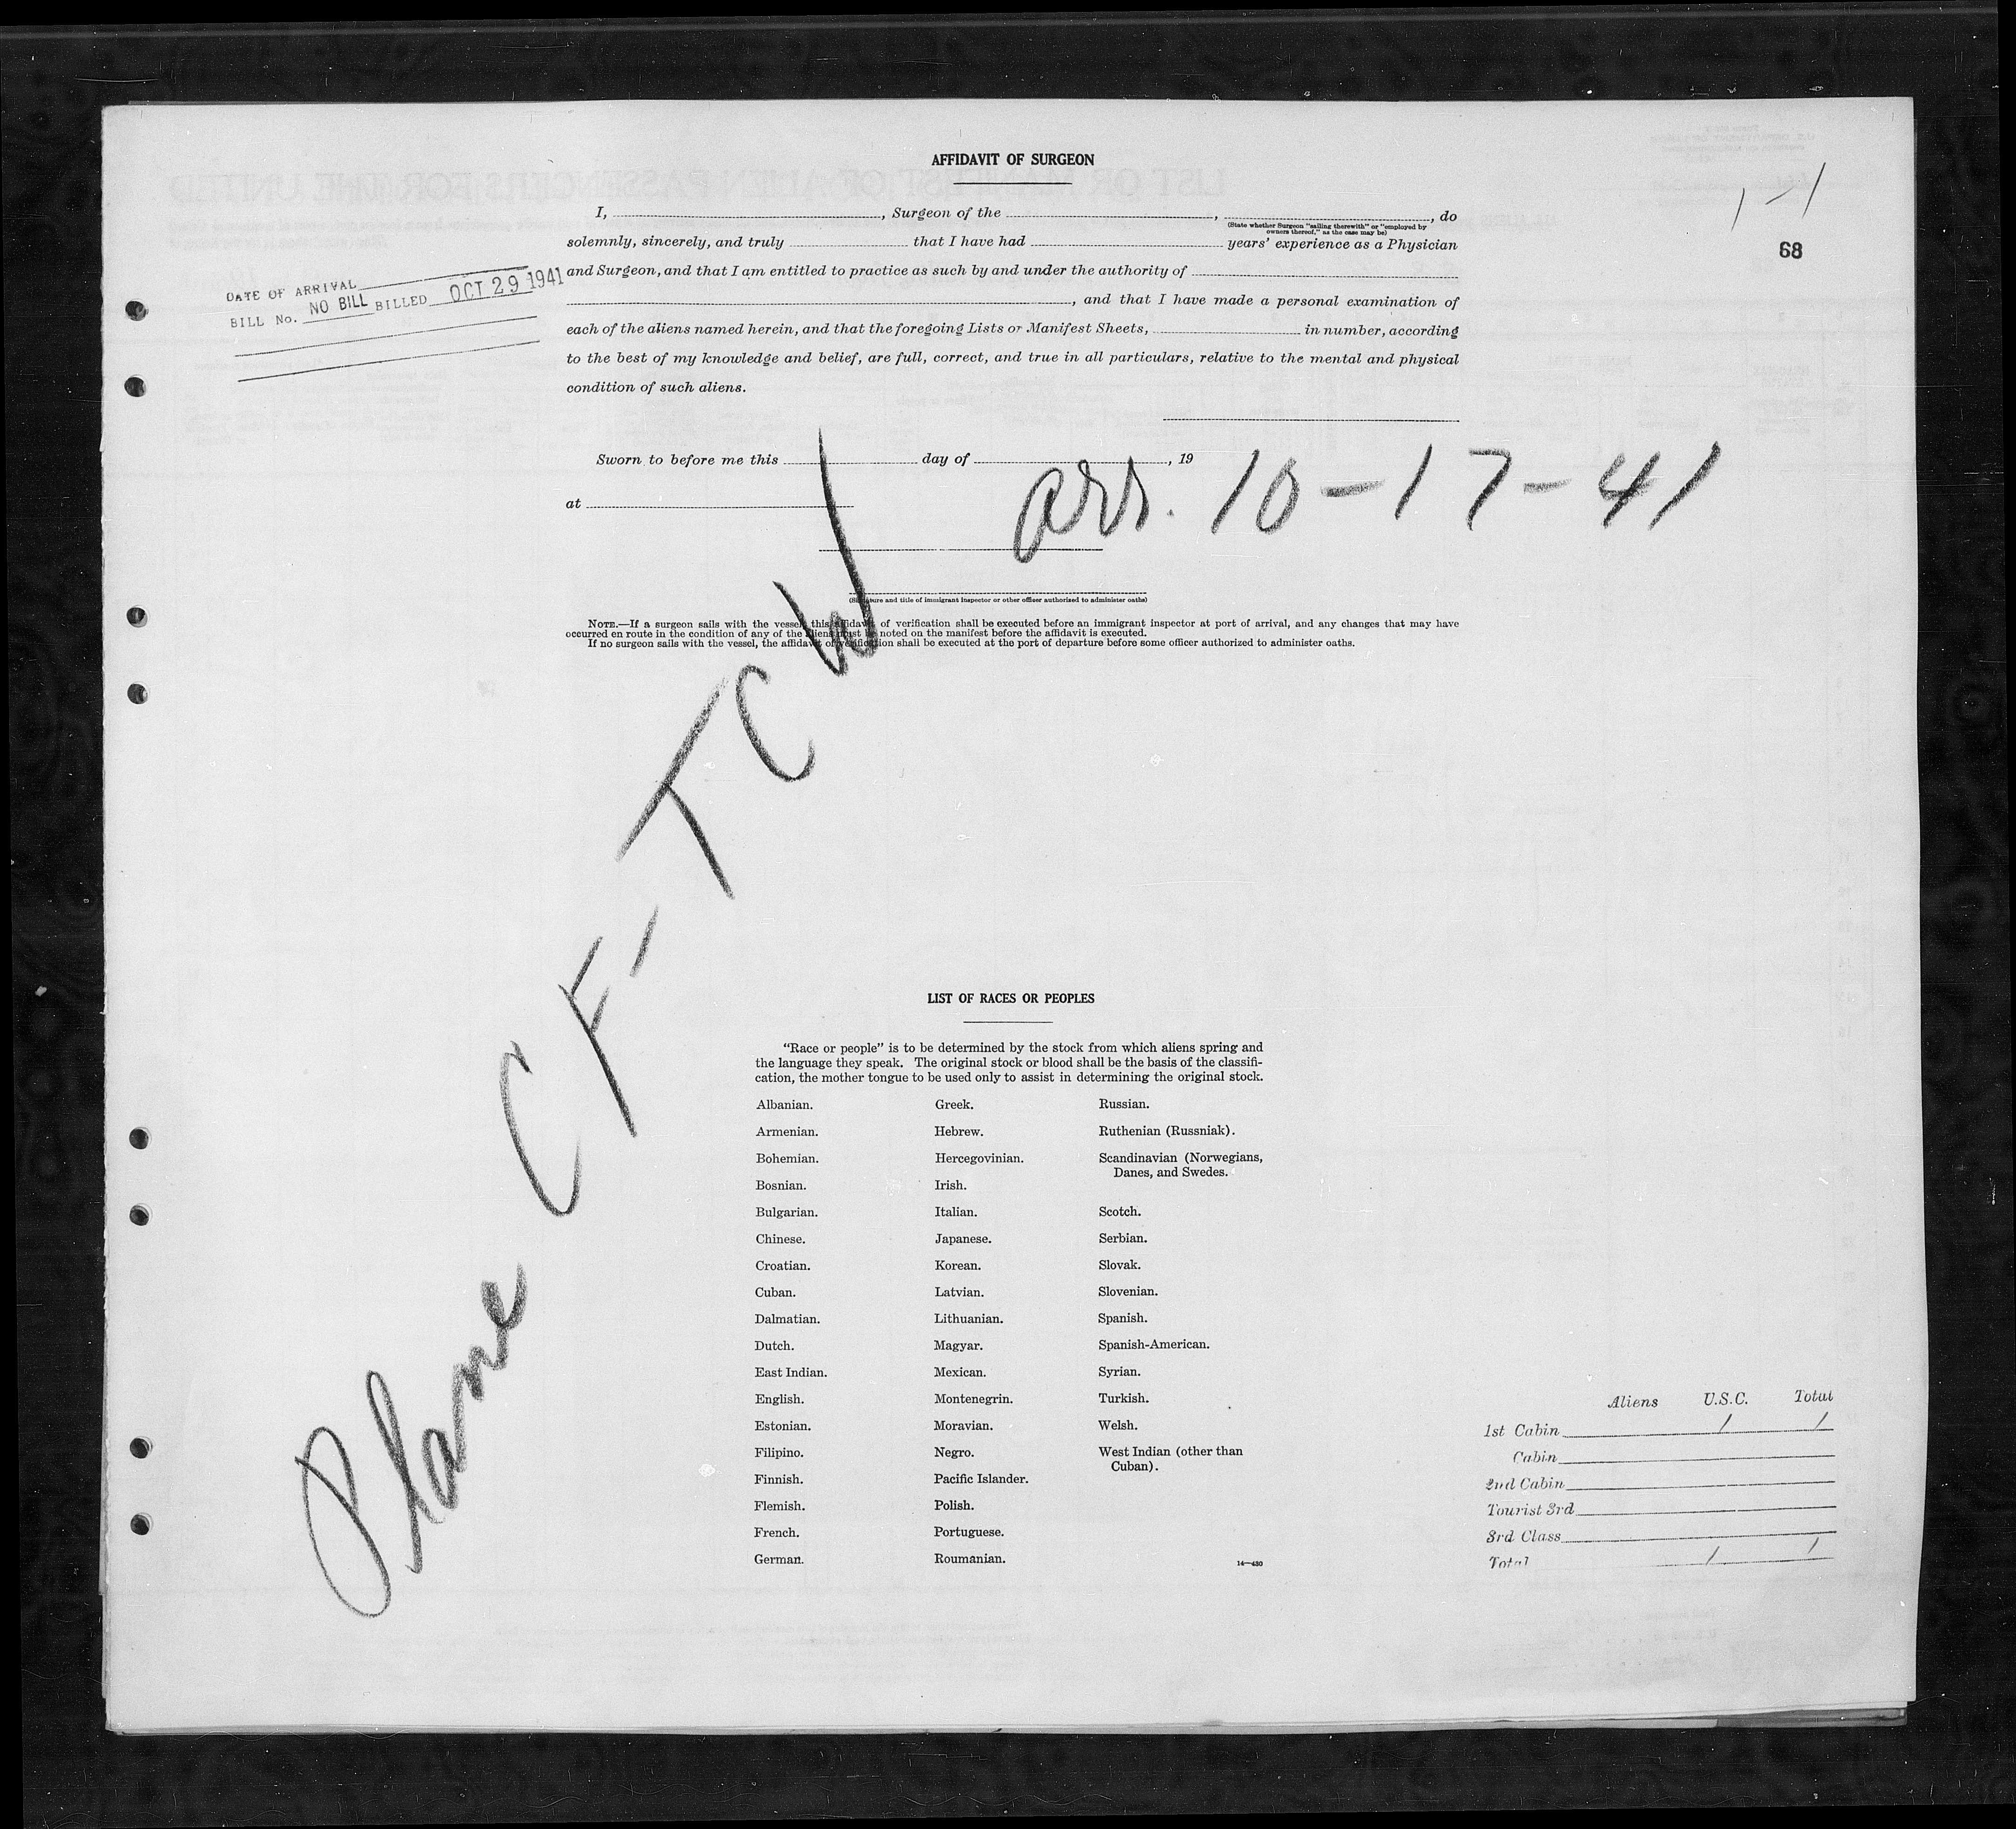 AFFIDAVIT OF SURGEON
1-1
68
I, , Surgeon of the , , do
(State whether Surgeon "sailing therewith" or "employed by
owners thereof," as the case may be)
solemnly, sincerely, and truly that I have had years' experience as a Physician
and Surgeon, and that I am entitled to practice as such by and under the authority of
, and that I have made a personal examination of
each of the aliens named herein, and that the foregoing Lists or Manifest Sheets, in number, according
to the best of my knowledge and belief, are full, correct, and true in all particulars, relative to the mental and physical
condition of such aliens.
DATE OF ARRIVAL
BILL No. NO BILL BILLED OCT 29 1941
Sworn to before me this day of , 19
at
arr. 10-17-41
(Signature and title of immigrant inspector or other officer authorized to administer oaths)
NOTE.—If a surgeon sails with the vessel, this affidavit of verification shall be executed before an immigrant inspector at port of arrival, and any changes that may have
occurred en route in the condition of any of the aliens must be noted on the manifest before the affidavit is executed.
If no surgeon sails with the vessel, the affidavit of verification shall be executed at the port of departure before some officer authorized to administer oaths.
Plane CF-TCW
LIST OF RACES OR PEOPLES
"Race or people" is to be determined by the stock from which aliens spring and
the language they speak. The original stock or blood shall be the basis of the classifi-
cation, the mother tongue to be used only to assist in determining the original stock.
Albanian.
Armenian.
Bohemian.
Bosnian.
Bulgarian.
Chinese.
Croatian.
Cuban.
Dalmatian.
Dutch.
East Indian.
English.
Estonian.
Filipino.
Finnish.
Flemish.
French.
German.
Greek.
Hebrew.
Hercegovinian.
Irish.
Italian.
Japanese.
Korean.
Latvian.
Lithuanian.
Magyar.
Mexican.
Montenegrin.
Moravian.
Negro.
Pacific Islander.
Polish.
Portuguese.
Roumanian.
Russian.
Ruthenian (Russniak).
Scandinavian (Norwegians,
Danes, and Swedes.
Scotch.
Serbian.
Slovak.
Slovenian.
Spanish.
Spanish-American.
Syrian.
Turkish.
Welsh.
West Indian (other than
Cuban).
14—430
Aliens U.S.C. Total
1st Cabin 1 1
Cabin
2nd Cabin
Tourist 3rd
3rd Class
Total 1 1